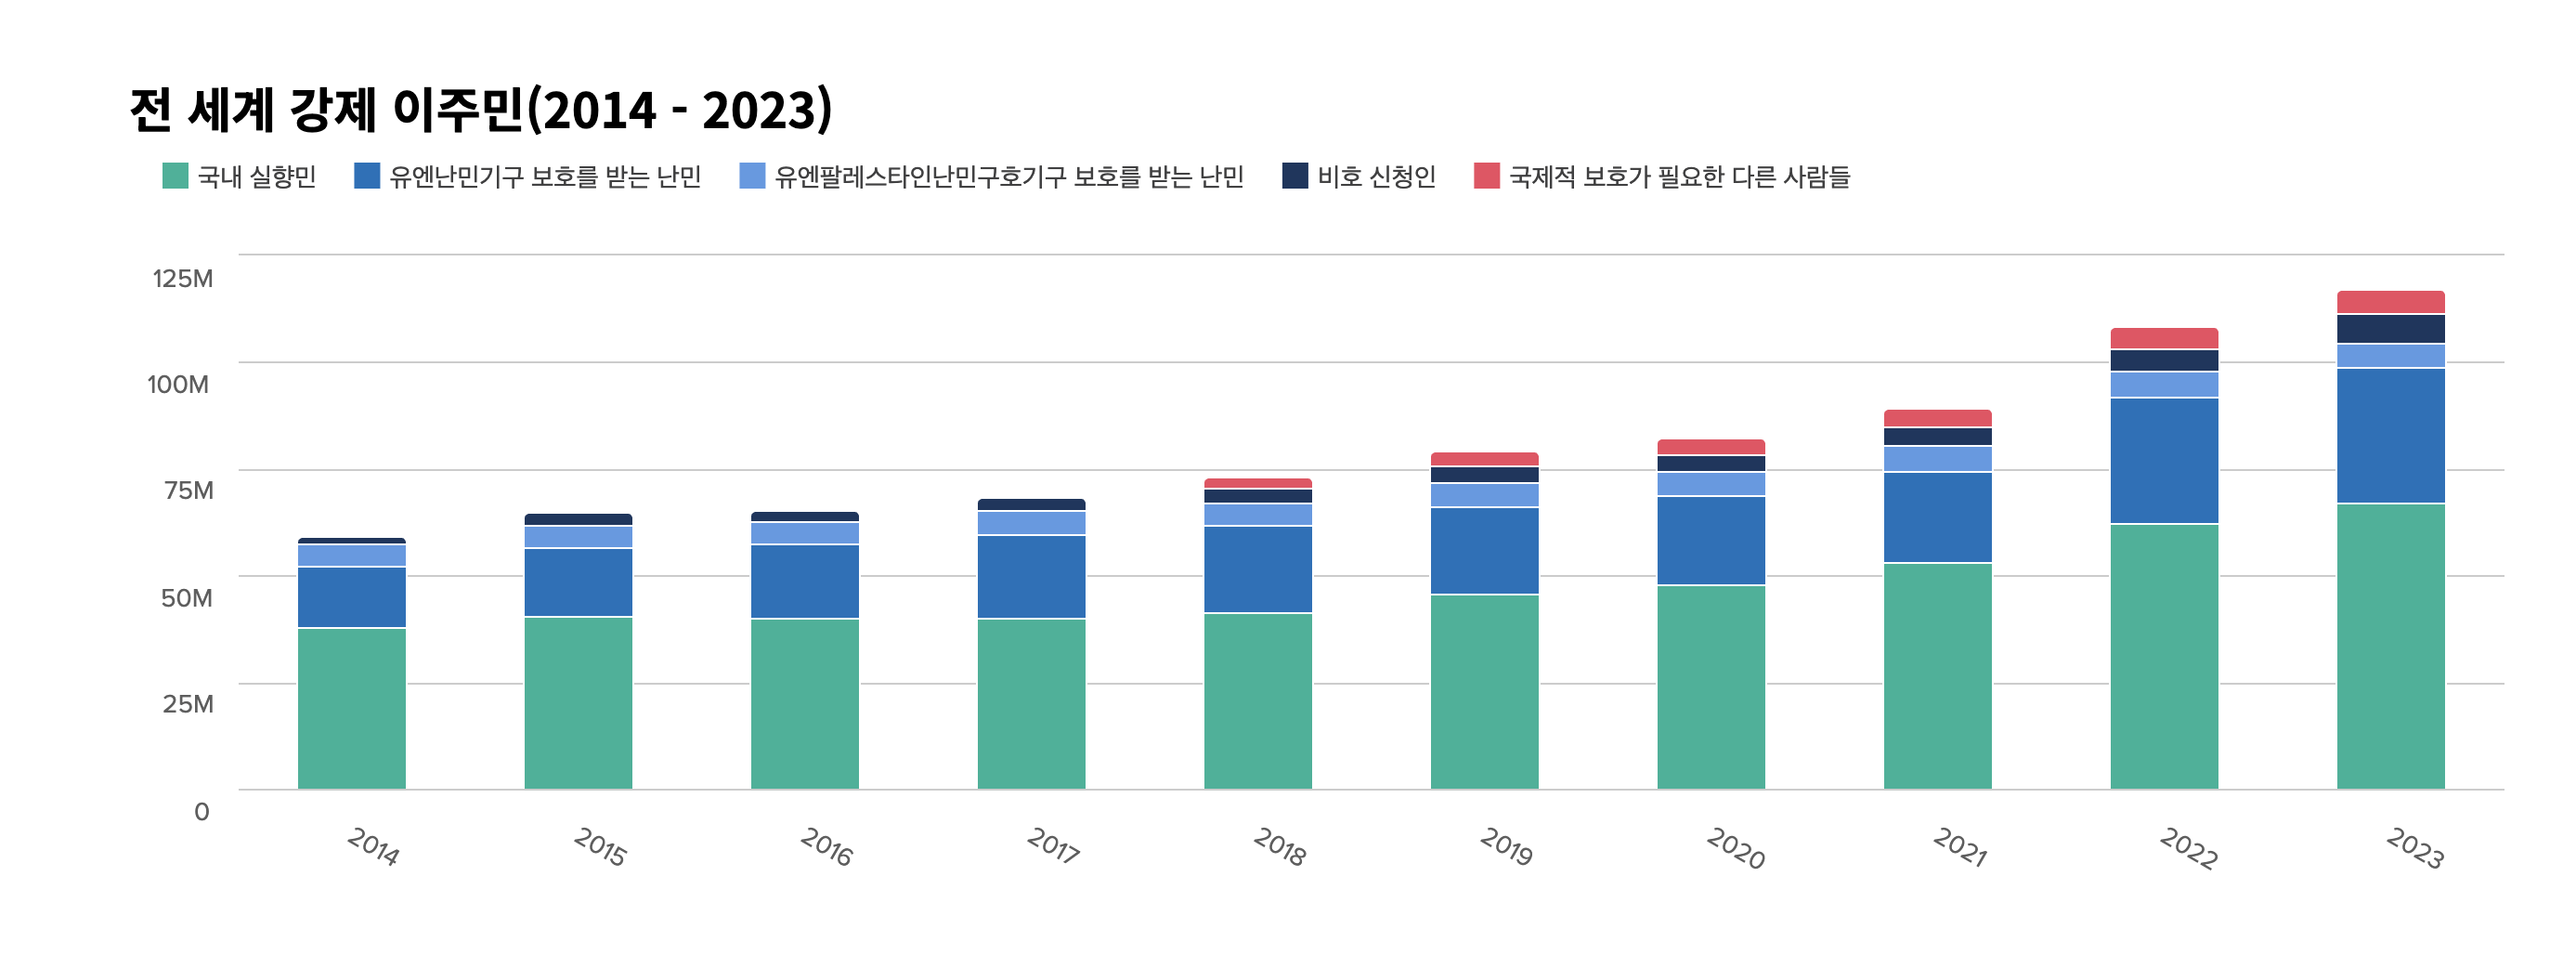 전 세계 강제 이주민(2014 - 2023)
국내 실향민 유엔난민기구 보호를 받는 난민 유엔팔레스타인난민구호기구 보호를 받는 난민 비호 신청인 국제적 보호가 필요한 다른 사람들
125M
100M
75M
50M
25M
0
2014 2015 2016 2017 2018 2019 2020 2021 2022 2023